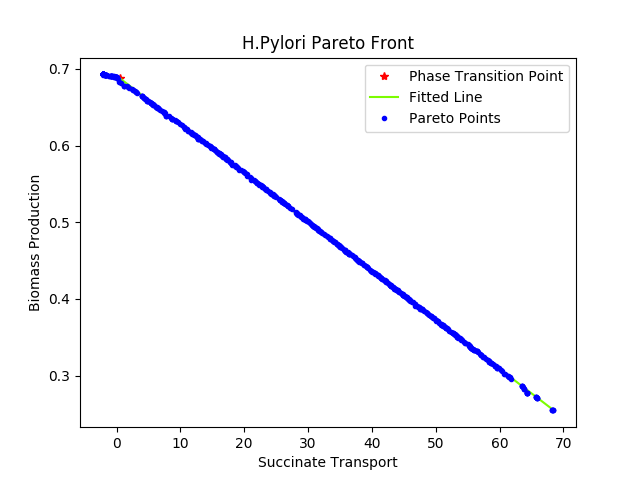 H.Pylori Pareto Front
Phase Transition Point
Fitted Line
Pareto Points
Biomass Production
0.7
0.6
0.5
0.4
0.3
0 10 20 30 40 50 60 70
Succinate Transport